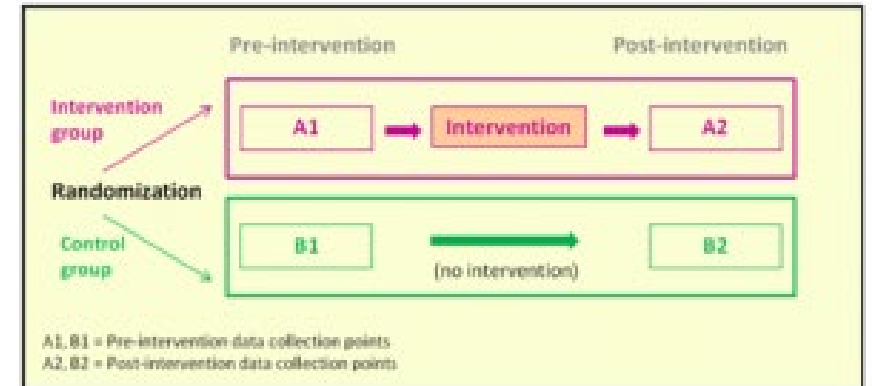 Pre-intervention Post-intervention
Intervention
group
A1 Intervention A2
Randomization
Control
group
B1 B2
(no intervention)
A1, B1 = Pre-intervention data collection points
A2, B2 = Post-intervention data collection points